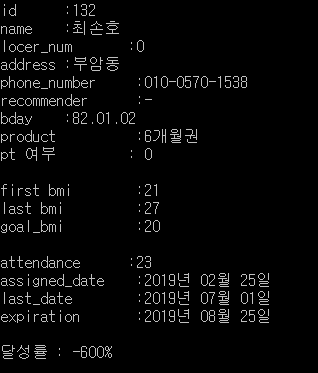 id :132
name :최손호
locer_num :0
address :부암동
phone_number :010-0570-1538
recommender :-
bday :82.01.02
product :6개월권
pt 여부 : 0
first bmi :21
last bmi :27
goal_bmi :20
attendance :23
assigned_date :2019년 02월 25일
last_date :2019년 07월 01일
expiration :2019년 08월 25일
달성률 : -600%